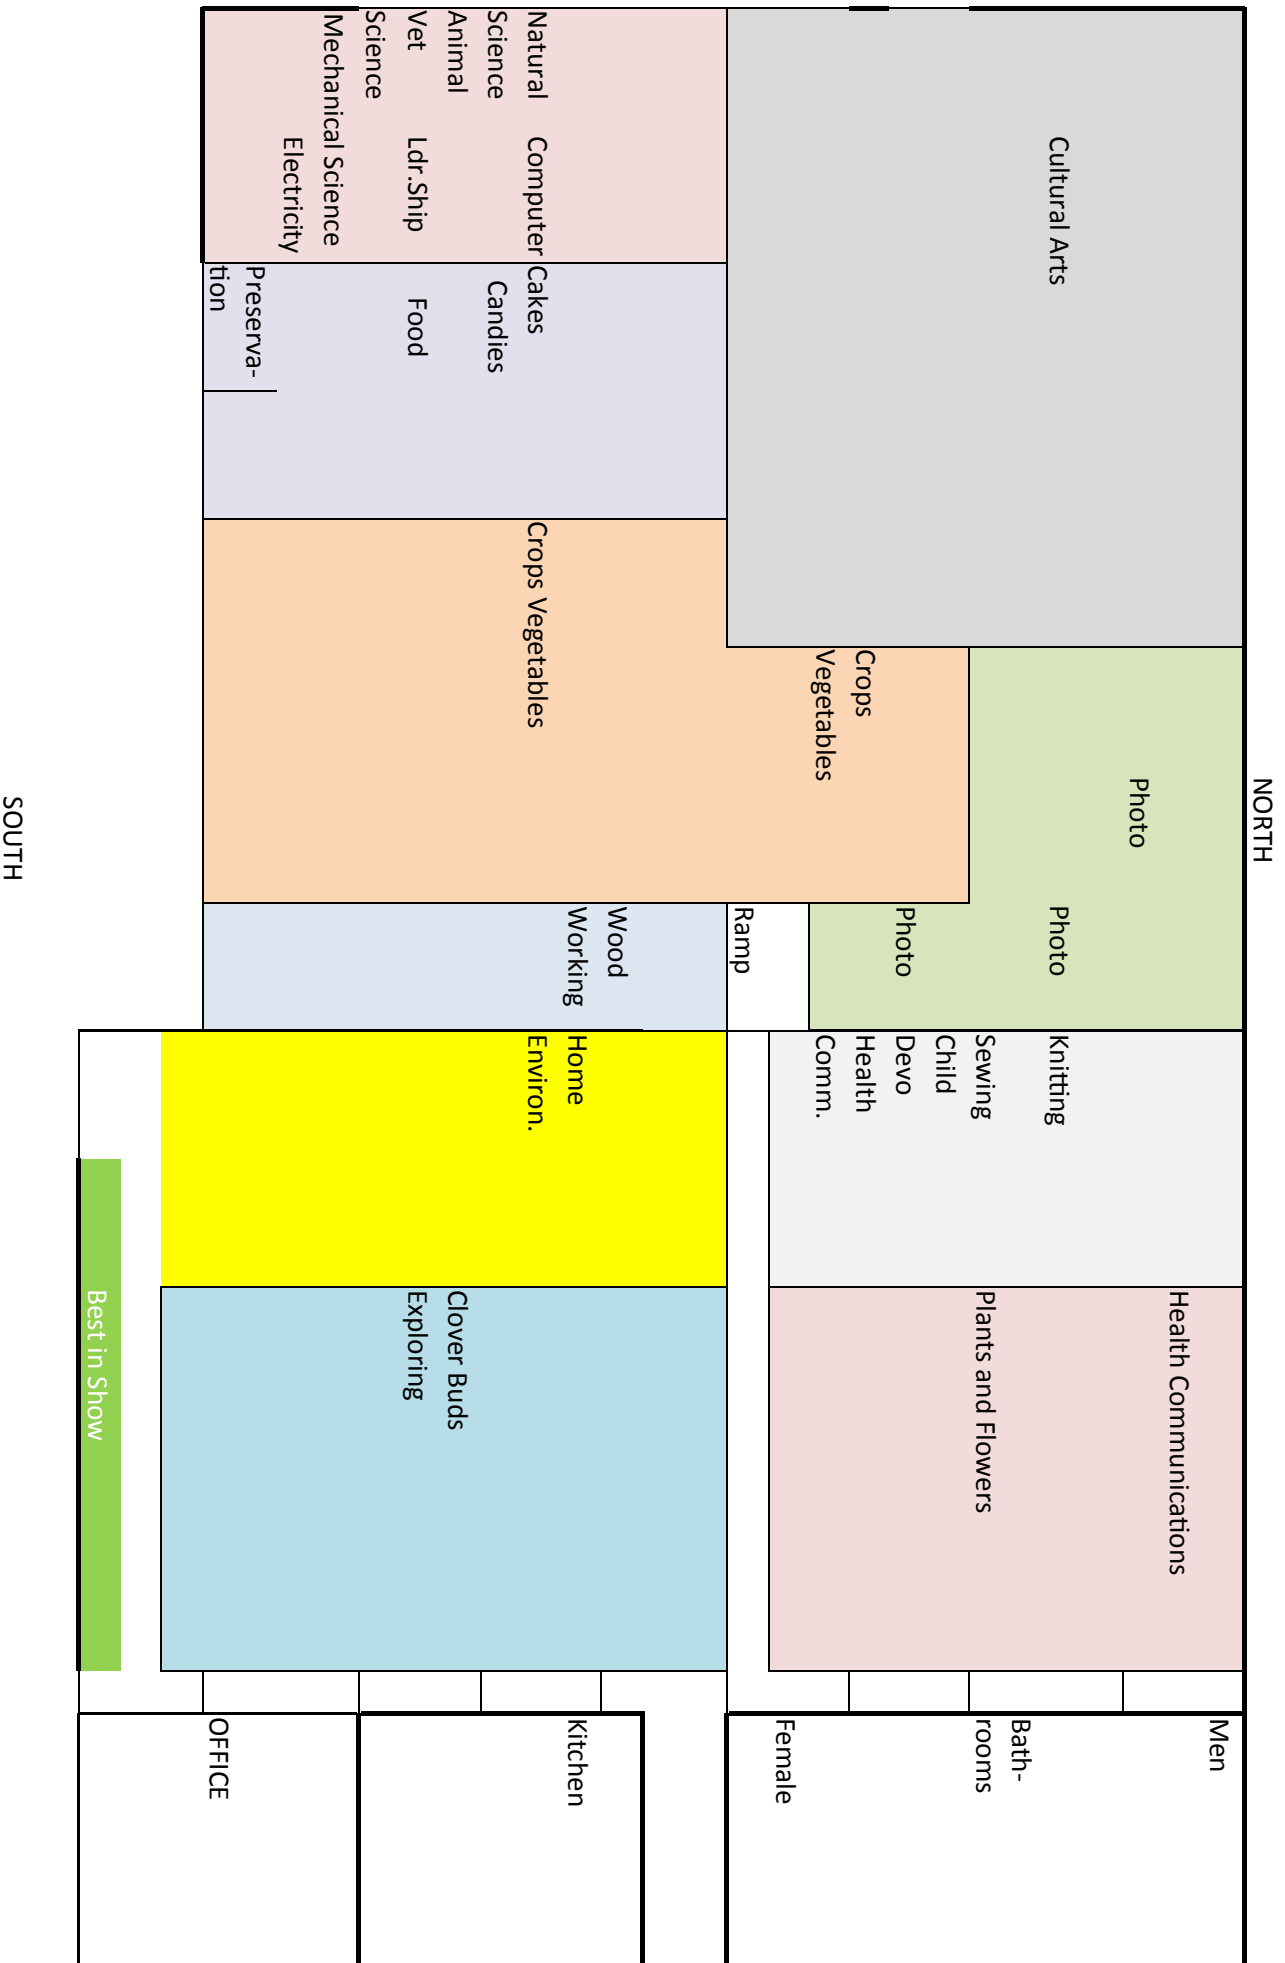 NORTH
Men
Health Communications
Photo
Cultural Arts
Photo
Knitting
Bath-
rooms
Sewing
Plants and Flowers
Child
Photo
Devo
Crops
Health
Vegetables
Comm.
Female
Ramp
Wood
Working
Home
Kitchen
Natural
Computer
Cakes
Crops Vegetables
Environ.
Science
Candies
Animal
Clover Buds
Vet
Ldr.Ship
Food
Exploring
Science
Mechanical Science
Electricity
Preserva-
tion
OFFICE
Best in Show
SOUTH